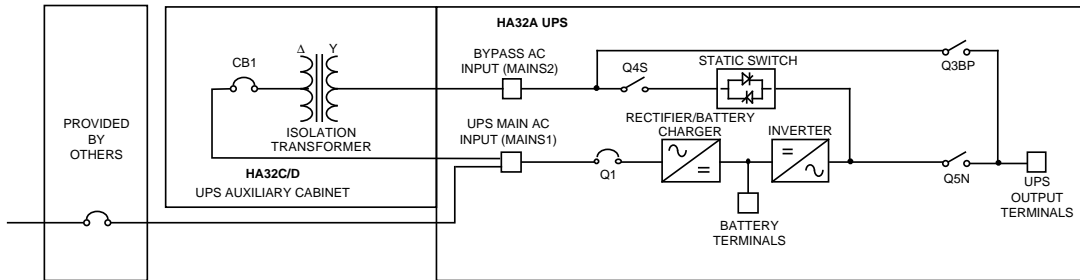 HA32A UPS
Δ Y
CB1
ISOLATION
TRANSFORMER
HA32C/D
UPS AUXILIARY CABINET
PROVIDED
BY
OTHERS
BYPASS AC
INPUT (MAINS2)
UPS MAIN AC
INPUT (MAINS1)
Q4S
STATIC SWITCH
Q3BP
RECTIFIER/BATTERY
CHARGER
INVERTER
Q1
BATTERY
TERMINALS
Q5N
UPS
OUTPUT
TERMINALS